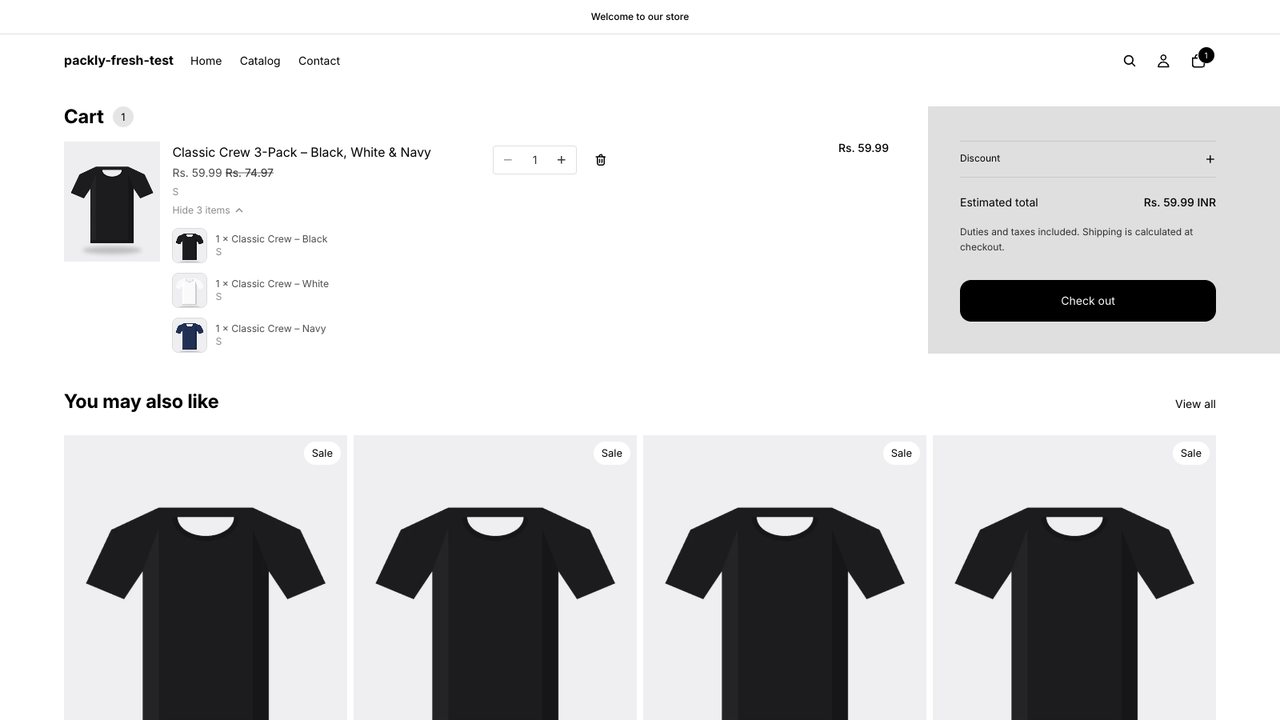 Welcome to our store
packly-fresh-test Home Catalog Contact 1
Cart 1
Classic Crew 3-Pack – Black, White & Navy
Rs. 59.99 Rs. 74.97
S
Hide 3 items
1 × Classic Crew – Black
S
1 × Classic Crew – White
S
1 × Classic Crew – Navy
S
− 1 +
Rs. 59.99
Discount +
Estimated total Rs. 59.99 INR
Duties and taxes included. Shipping is calculated at
checkout.
Check out
You may also like View all
Sale Sale Sale Sale